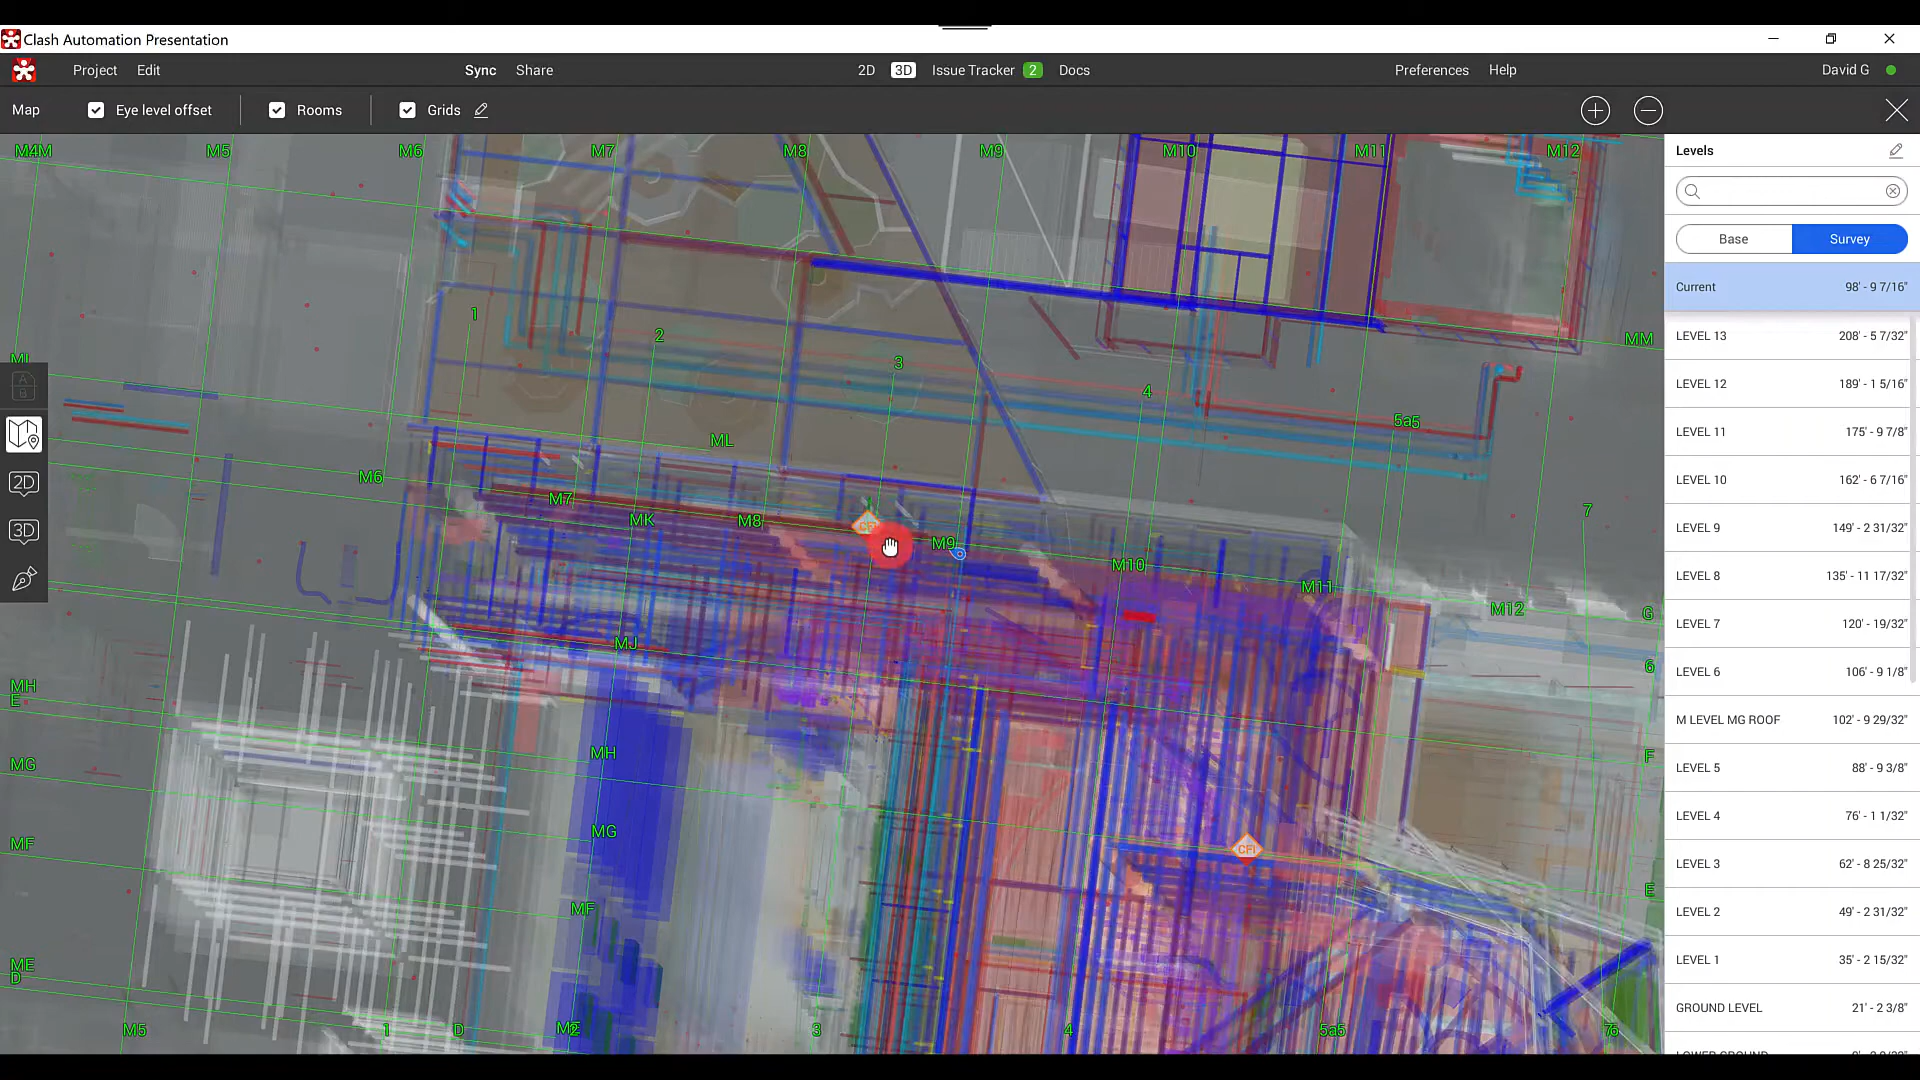 Clash Automation Presentation
Project Edit Sync Share 2D 3D Issue Tracker 2 Docs Preferences Help David G
Map Eye level offset Rooms Grids
M5 M6 M7 M8 M9 M10 M11 M12
Levels
Base Survey
Current 98' - 9 7/16"
LEVEL 13 208' - 5 7/32"
LEVEL 12 189' - 1 5/16"
LEVEL 11 175' - 9 7/8"
LEVEL 10 162' - 6 7/16"
LEVEL 9 149' - 2 31/32"
LEVEL 8 135' - 11 17/32"
LEVEL 7 120' - 19/32"
LEVEL 6 106' - 9 1/8"
M LEVEL MG ROOF 102' - 9 29/32"
LEVEL 5 88' - 9 3/8"
LEVEL 4 76' - 1 1/32"
LEVEL 3 62' - 8 25/32"
LEVEL 2 49' - 2 31/32"
LEVEL 1 35' - 2 15/32"
GROUND LEVEL 21' - 2 3/8"
1 2 3 4 5a5 MM
ML
M6 M7 MK M8 M9 M10 M11 M12 7 G
2D
3D
MJ 6
MH
E
MH F
MG
MG
MF CFI E
MF
ME
D
M5 1 D 2 3 4 5a5 76